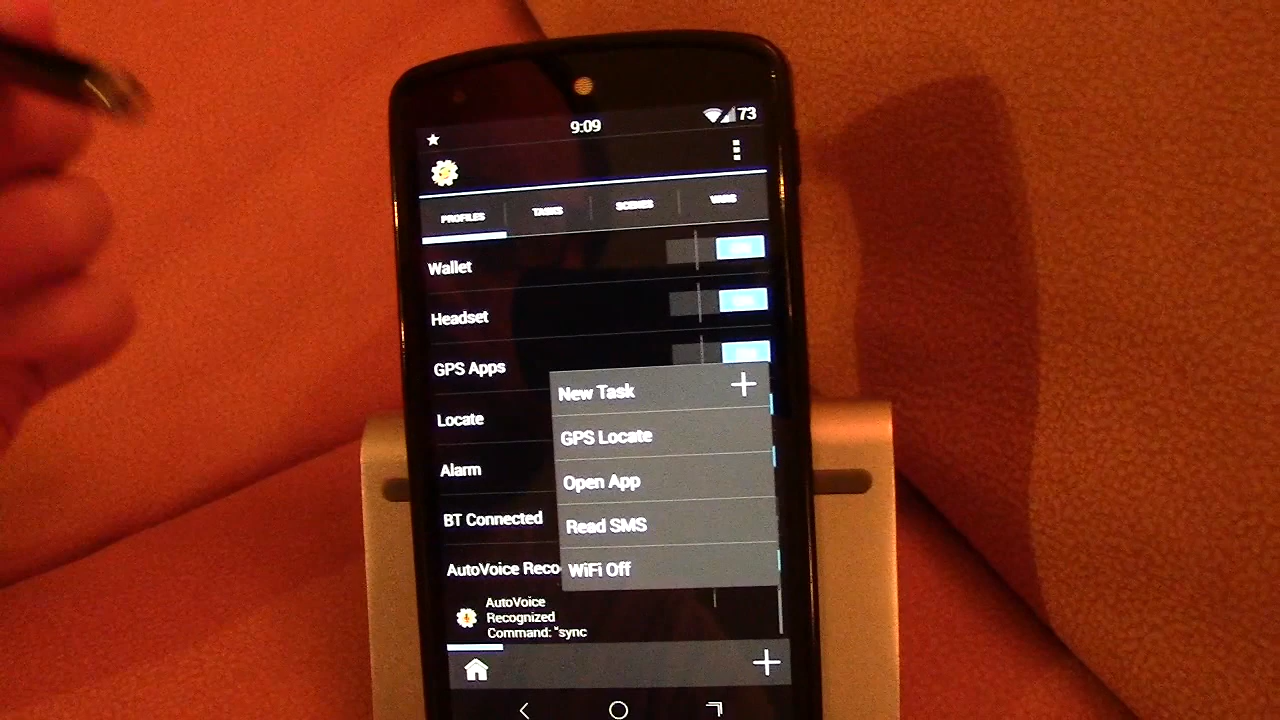 9:09
73
PROFILES
TASKS
SCENES
VARS
Wallet
Headset
GPS Apps
Locate
Alarm
BT Connected
AutoVoice Reco
New Task
GPS Locate
Open App
Read SMS
WiFi Off
AutoVoice
Recognized
Command: "sync